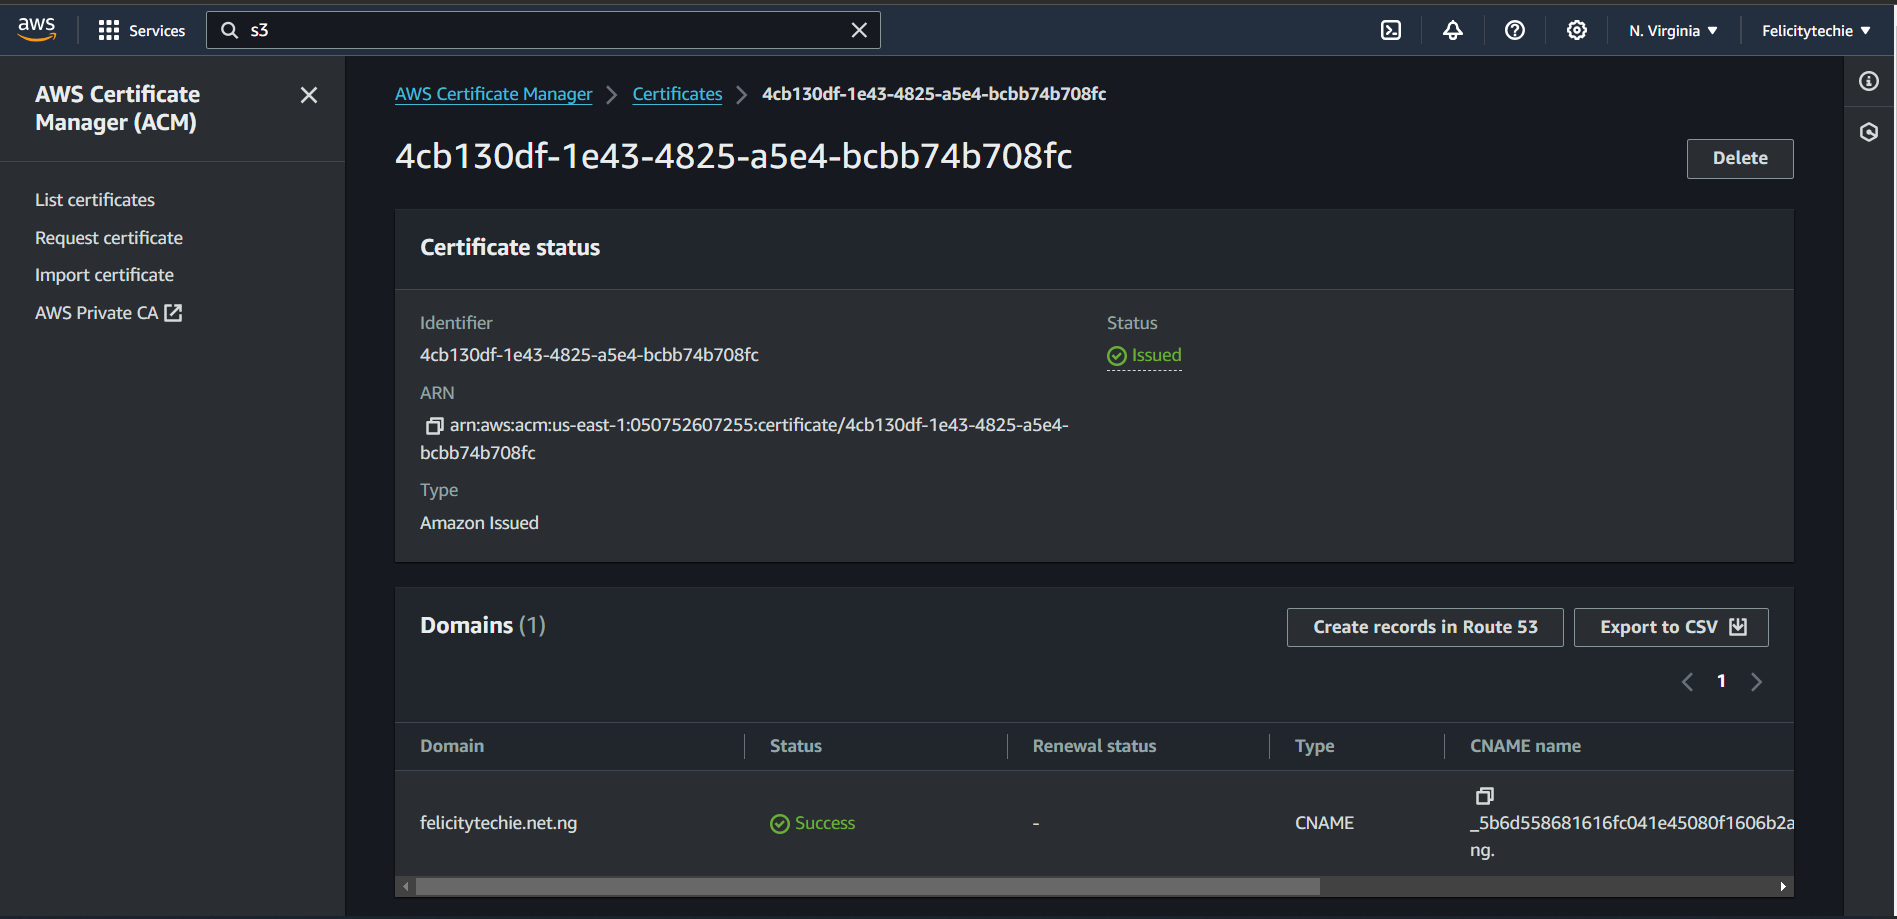 aws
Services
s3
N. Virginia
Felicitytechie
AWS Certificate
Manager (ACM)
List certificates
Request certificate
Import certificate
AWS Private CA
AWS Certificate Manager
Certificates
4cb130df-1e43-4825-a5e4-bcbb74b708fc
4cb130df-1e43-4825-a5e4-bcbb74b708fc
Delete
Certificate status
Identifier
4cb130df-1e43-4825-a5e4-bcbb74b708fc
Status
Issued
ARN
arn:aws:acm:us-east-1:050752607255:certificate/4cb130df-1e43-4825-a5e4-
bcbb74b708fc
Type
Amazon Issued
Domains (1)
Create records in Route 53
Export to CSV
1
Domain
Status
Renewal status
Type
CNAME name
felicitytechie.net.ng
Success
-
CNAME
_5b6d558681616fc041e45080f1606b2a
ng.